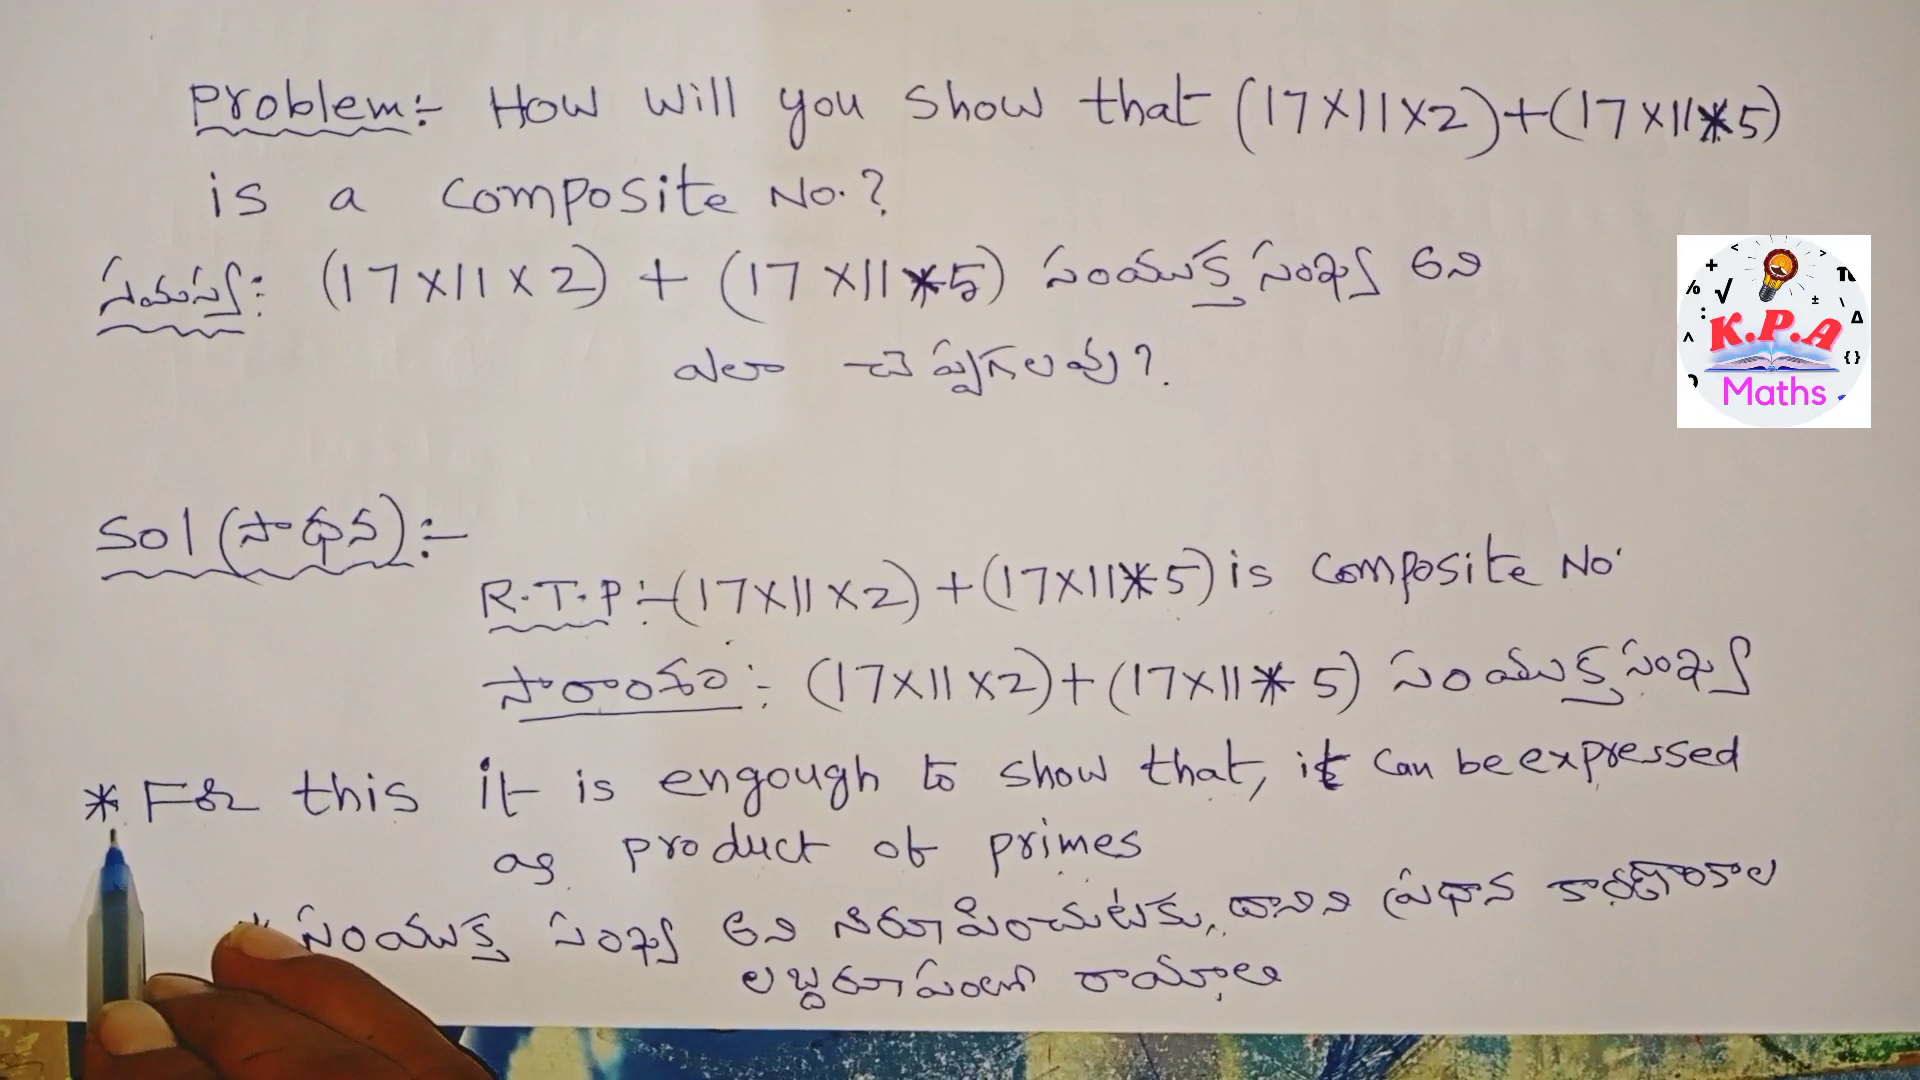 Problem:- How will you show that (17×11×2)+(17×11*5)
is a composite No.?
సమస్య: (17×11×2) + (17×11*5) సంయుక్త సంఖ్య అని
ఎలా చెప్పగలవు?
K.P.A
Maths
Sol (సాధన):-
R.T.P:-(17×11×2)+(17×11*5) is composite No.
సారాంశం:- (17×11×2)+(17×11*5) సంయుక్త సంఖ్య
* For this it is engough to show that, it can be expressed
as product of primes
* సంయుక్త సంఖ్య అని నిరూపించుటకు, దానిని ప్రధాన కారణాంకాల
లబ్దరూపంలో రాయాలి